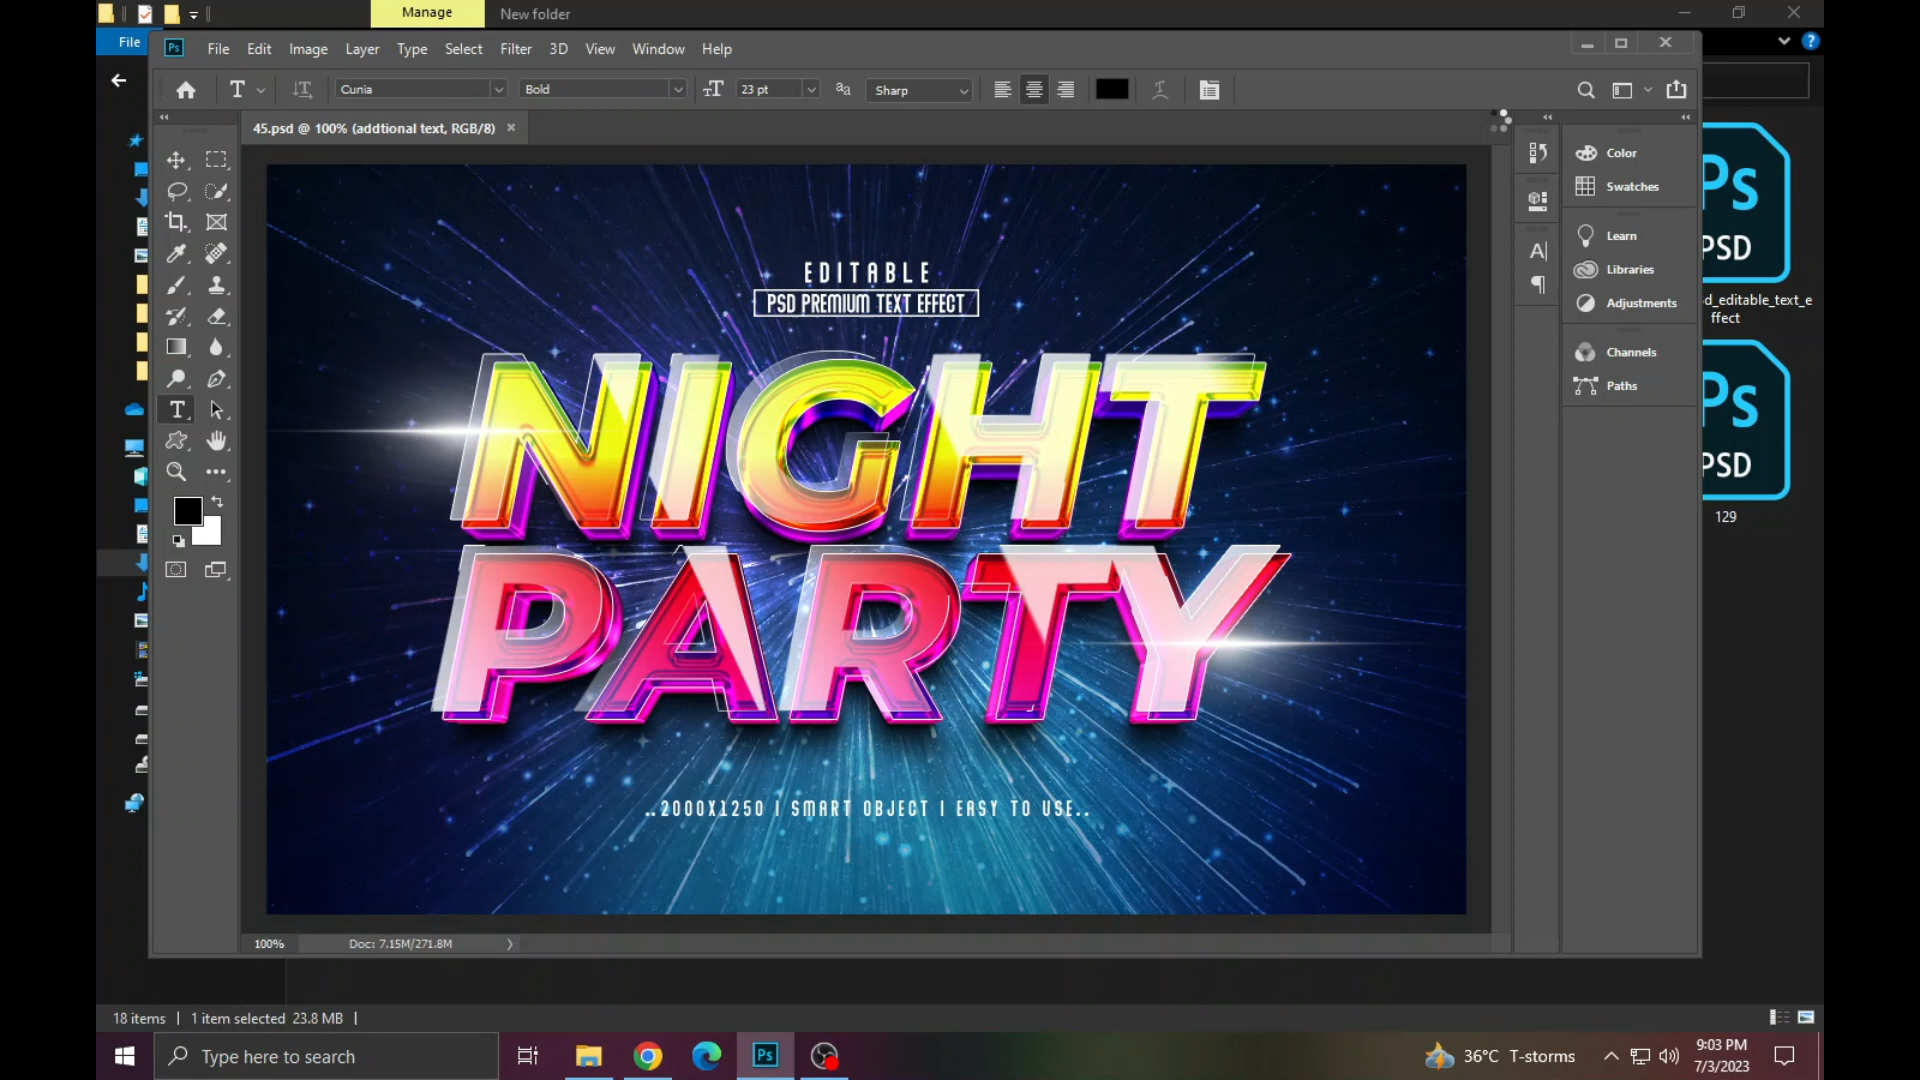 Manage
New folder
File
Ps
File Edit Image Layer Type Select Filter 3D View Window Help
T
Cunia
Bold
23 pt
aa
Sharp
45.psd @ 100% (addtional text, RGB/8)
Color
Swatches
Learn
Libraries
Adjustments
Channels
Paths
Ps
PSD
d_editable_text_e
ffect
Ps
PSD
129
EDITABLE
PSD PREMIUM TEXT EFFECT
NIGHT
PARTY
..2000X1250 | SMART OBJECT | EASY TO USE..
100%
Doc: 7.15M/271.8M
18 items
1 item selected 23.8 MB
Type here to search
Ps
36°C T-storms
9:03 PM
7/3/2023